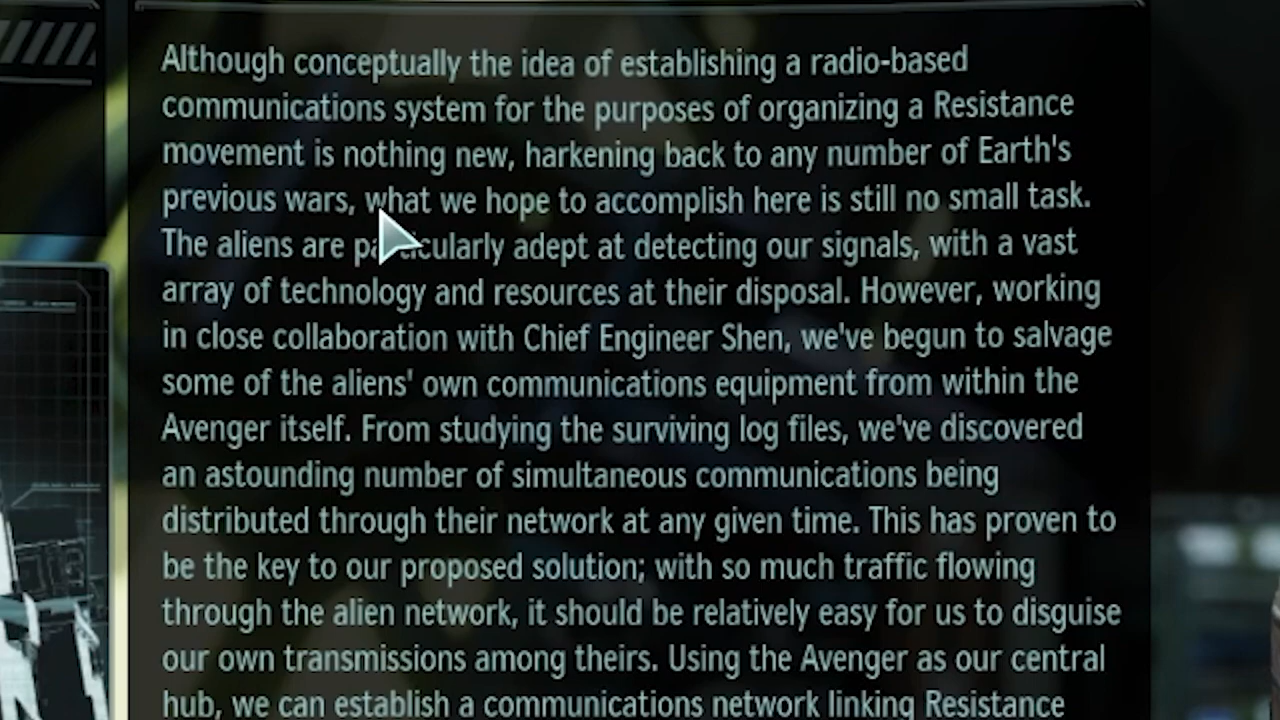 Although conceptually the idea of establishing a radio-based
communications system for the purposes of organizing a Resistance
movement is nothing new, harkening back to any number of Earth's
previous wars, what we hope to accomplish here is still no small task.
The aliens are particularly adept at detecting our signals, with a vast
array of technology and resources at their disposal. However, working
in close collaboration with Chief Engineer Shen, we've begun to salvage
some of the aliens' own communications equipment from within the
Avenger itself. From studying the surviving log files, we've discovered
an astounding number of simultaneous communications being
distributed through their network at any given time. This has proven to
be the key to our proposed solution; with so much traffic flowing
through the alien network, it should be relatively easy for us to disguise
our own transmissions among theirs. Using the Avenger as our central
hub, we can establish a communications network linking Resistance